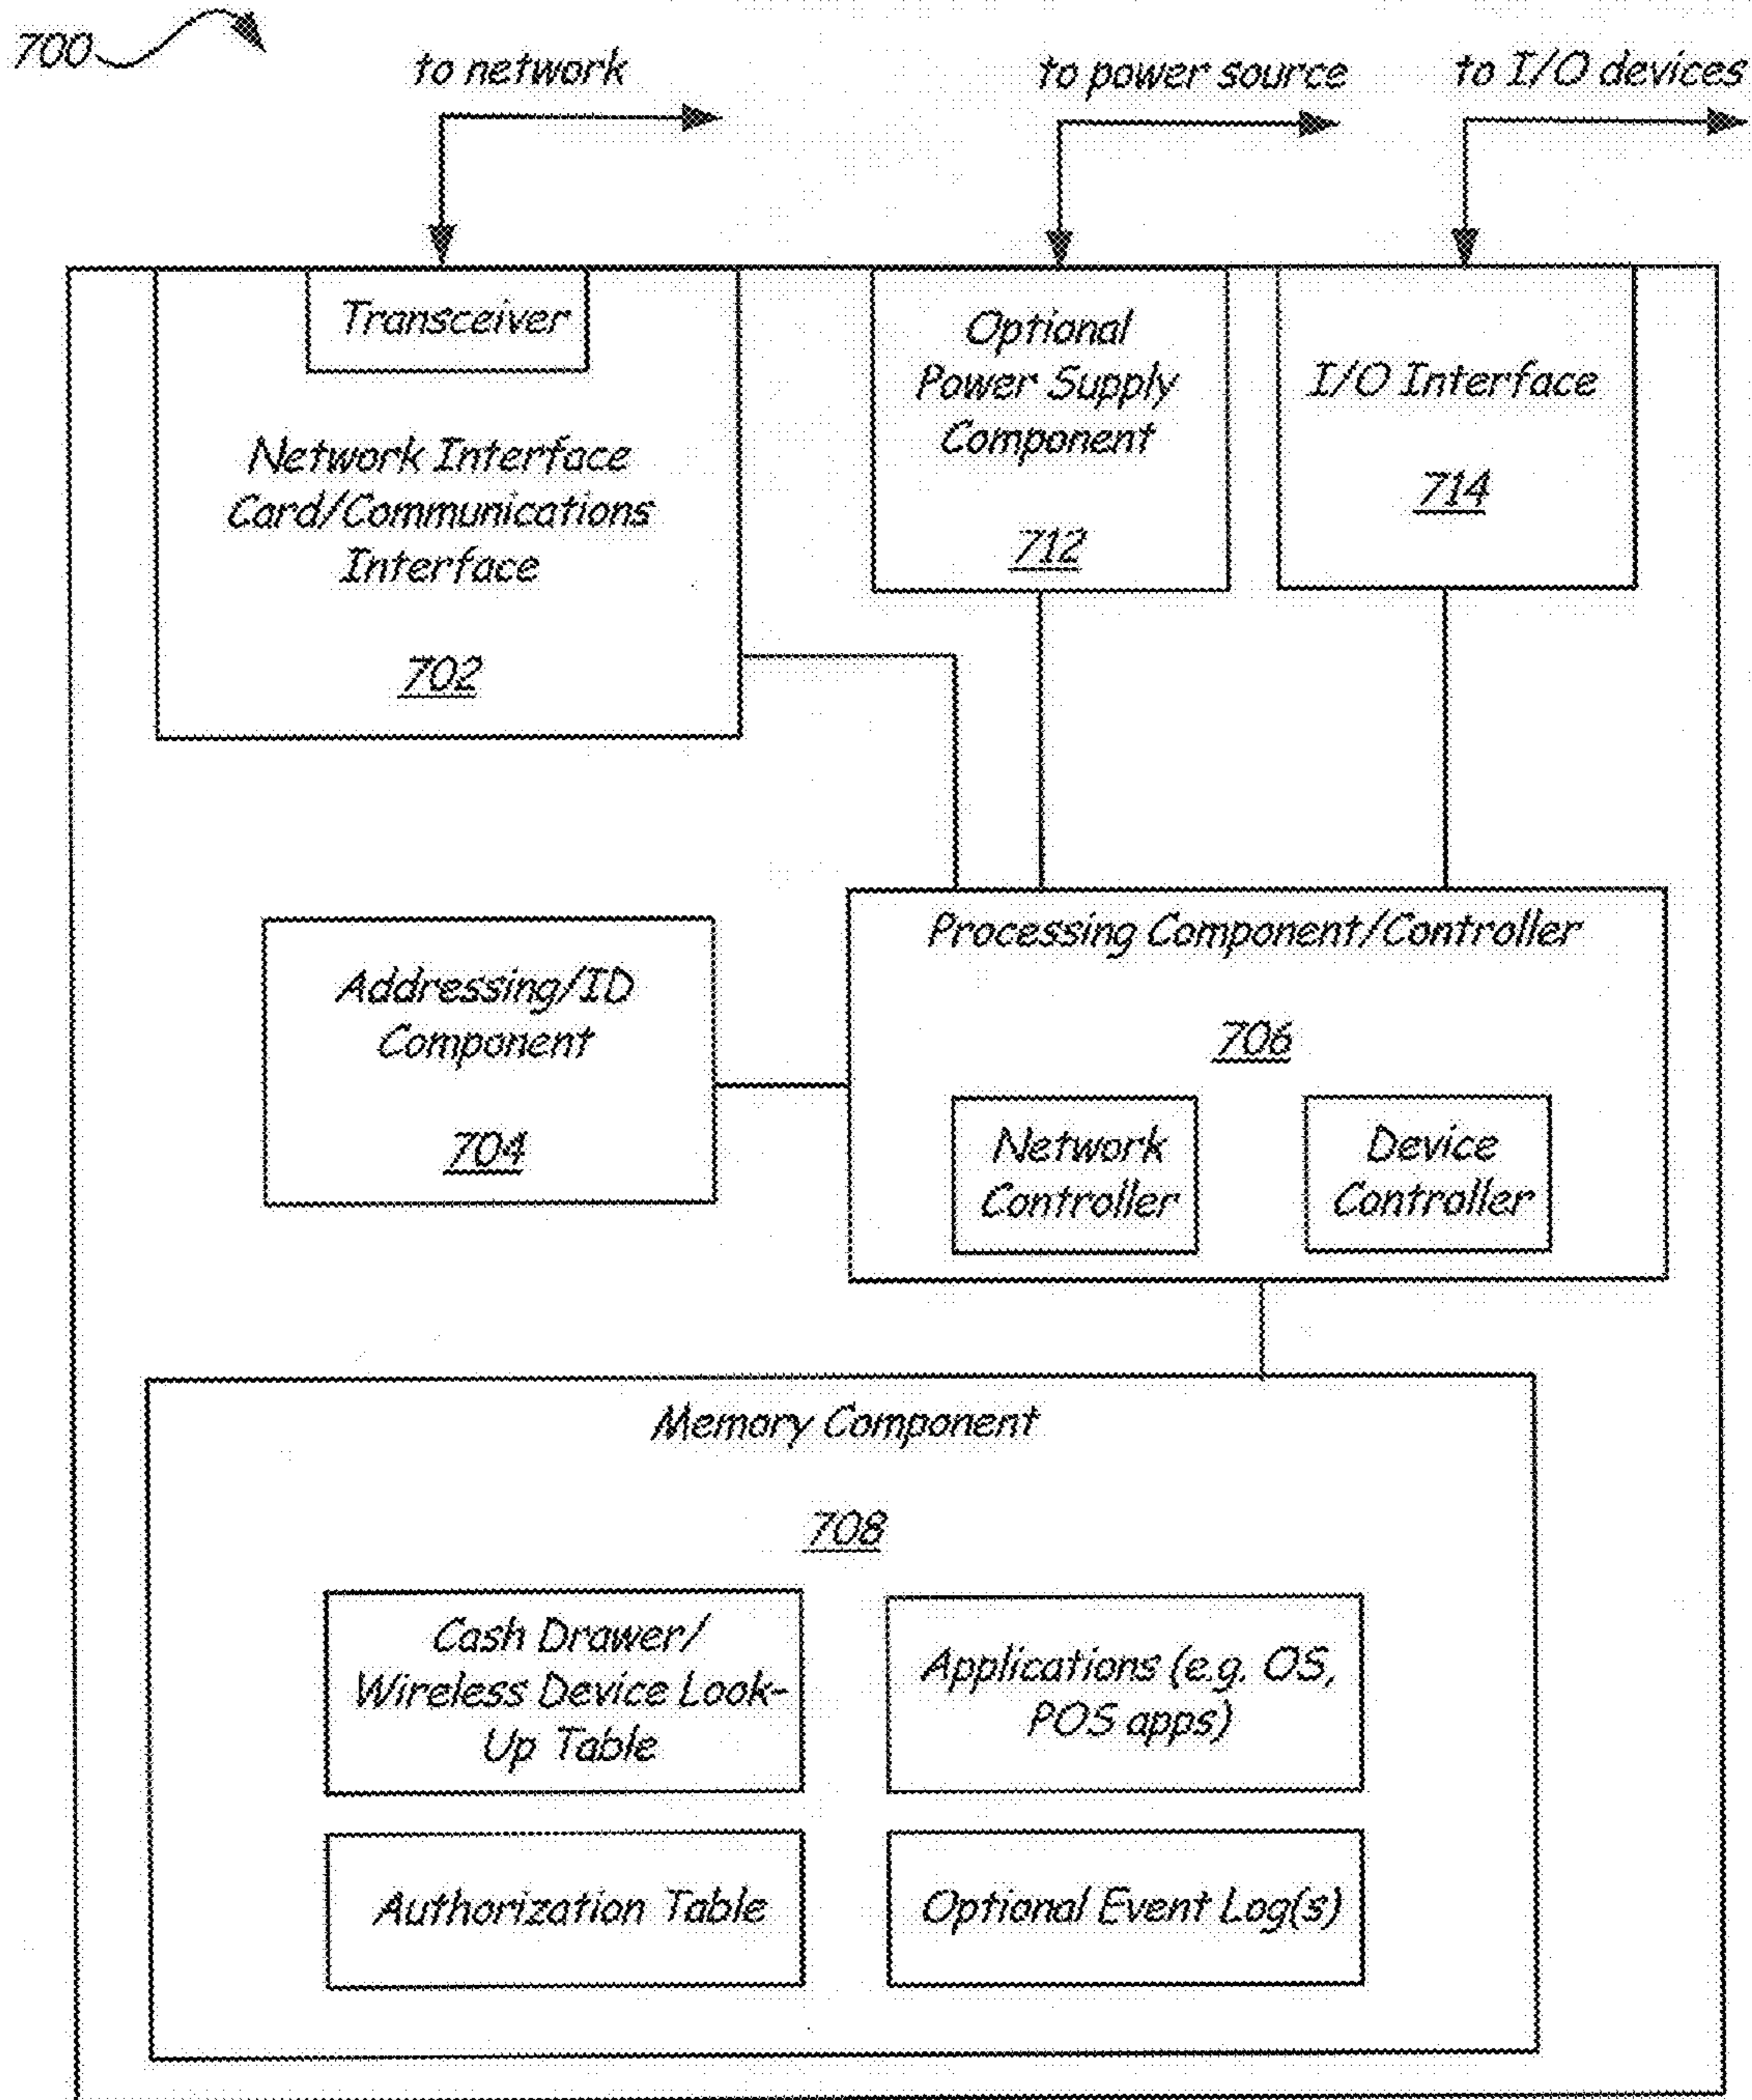 700
to network
to power source
to I/O devices
Transceiver
Network Interface
Card/Communications
Interface
702
Optional
Power Supply
Component
712
I/O Interface
714
Addressing/ID
Component
704
Processing Component/Controller
706
Network
Controller
Device
Controller
Memory Component
708
Cash Drawer/
Wireless Device Look-
Up Table
Applications (e.g. OS,
POS apps)
Authorization Table
Optional Event Log(s)